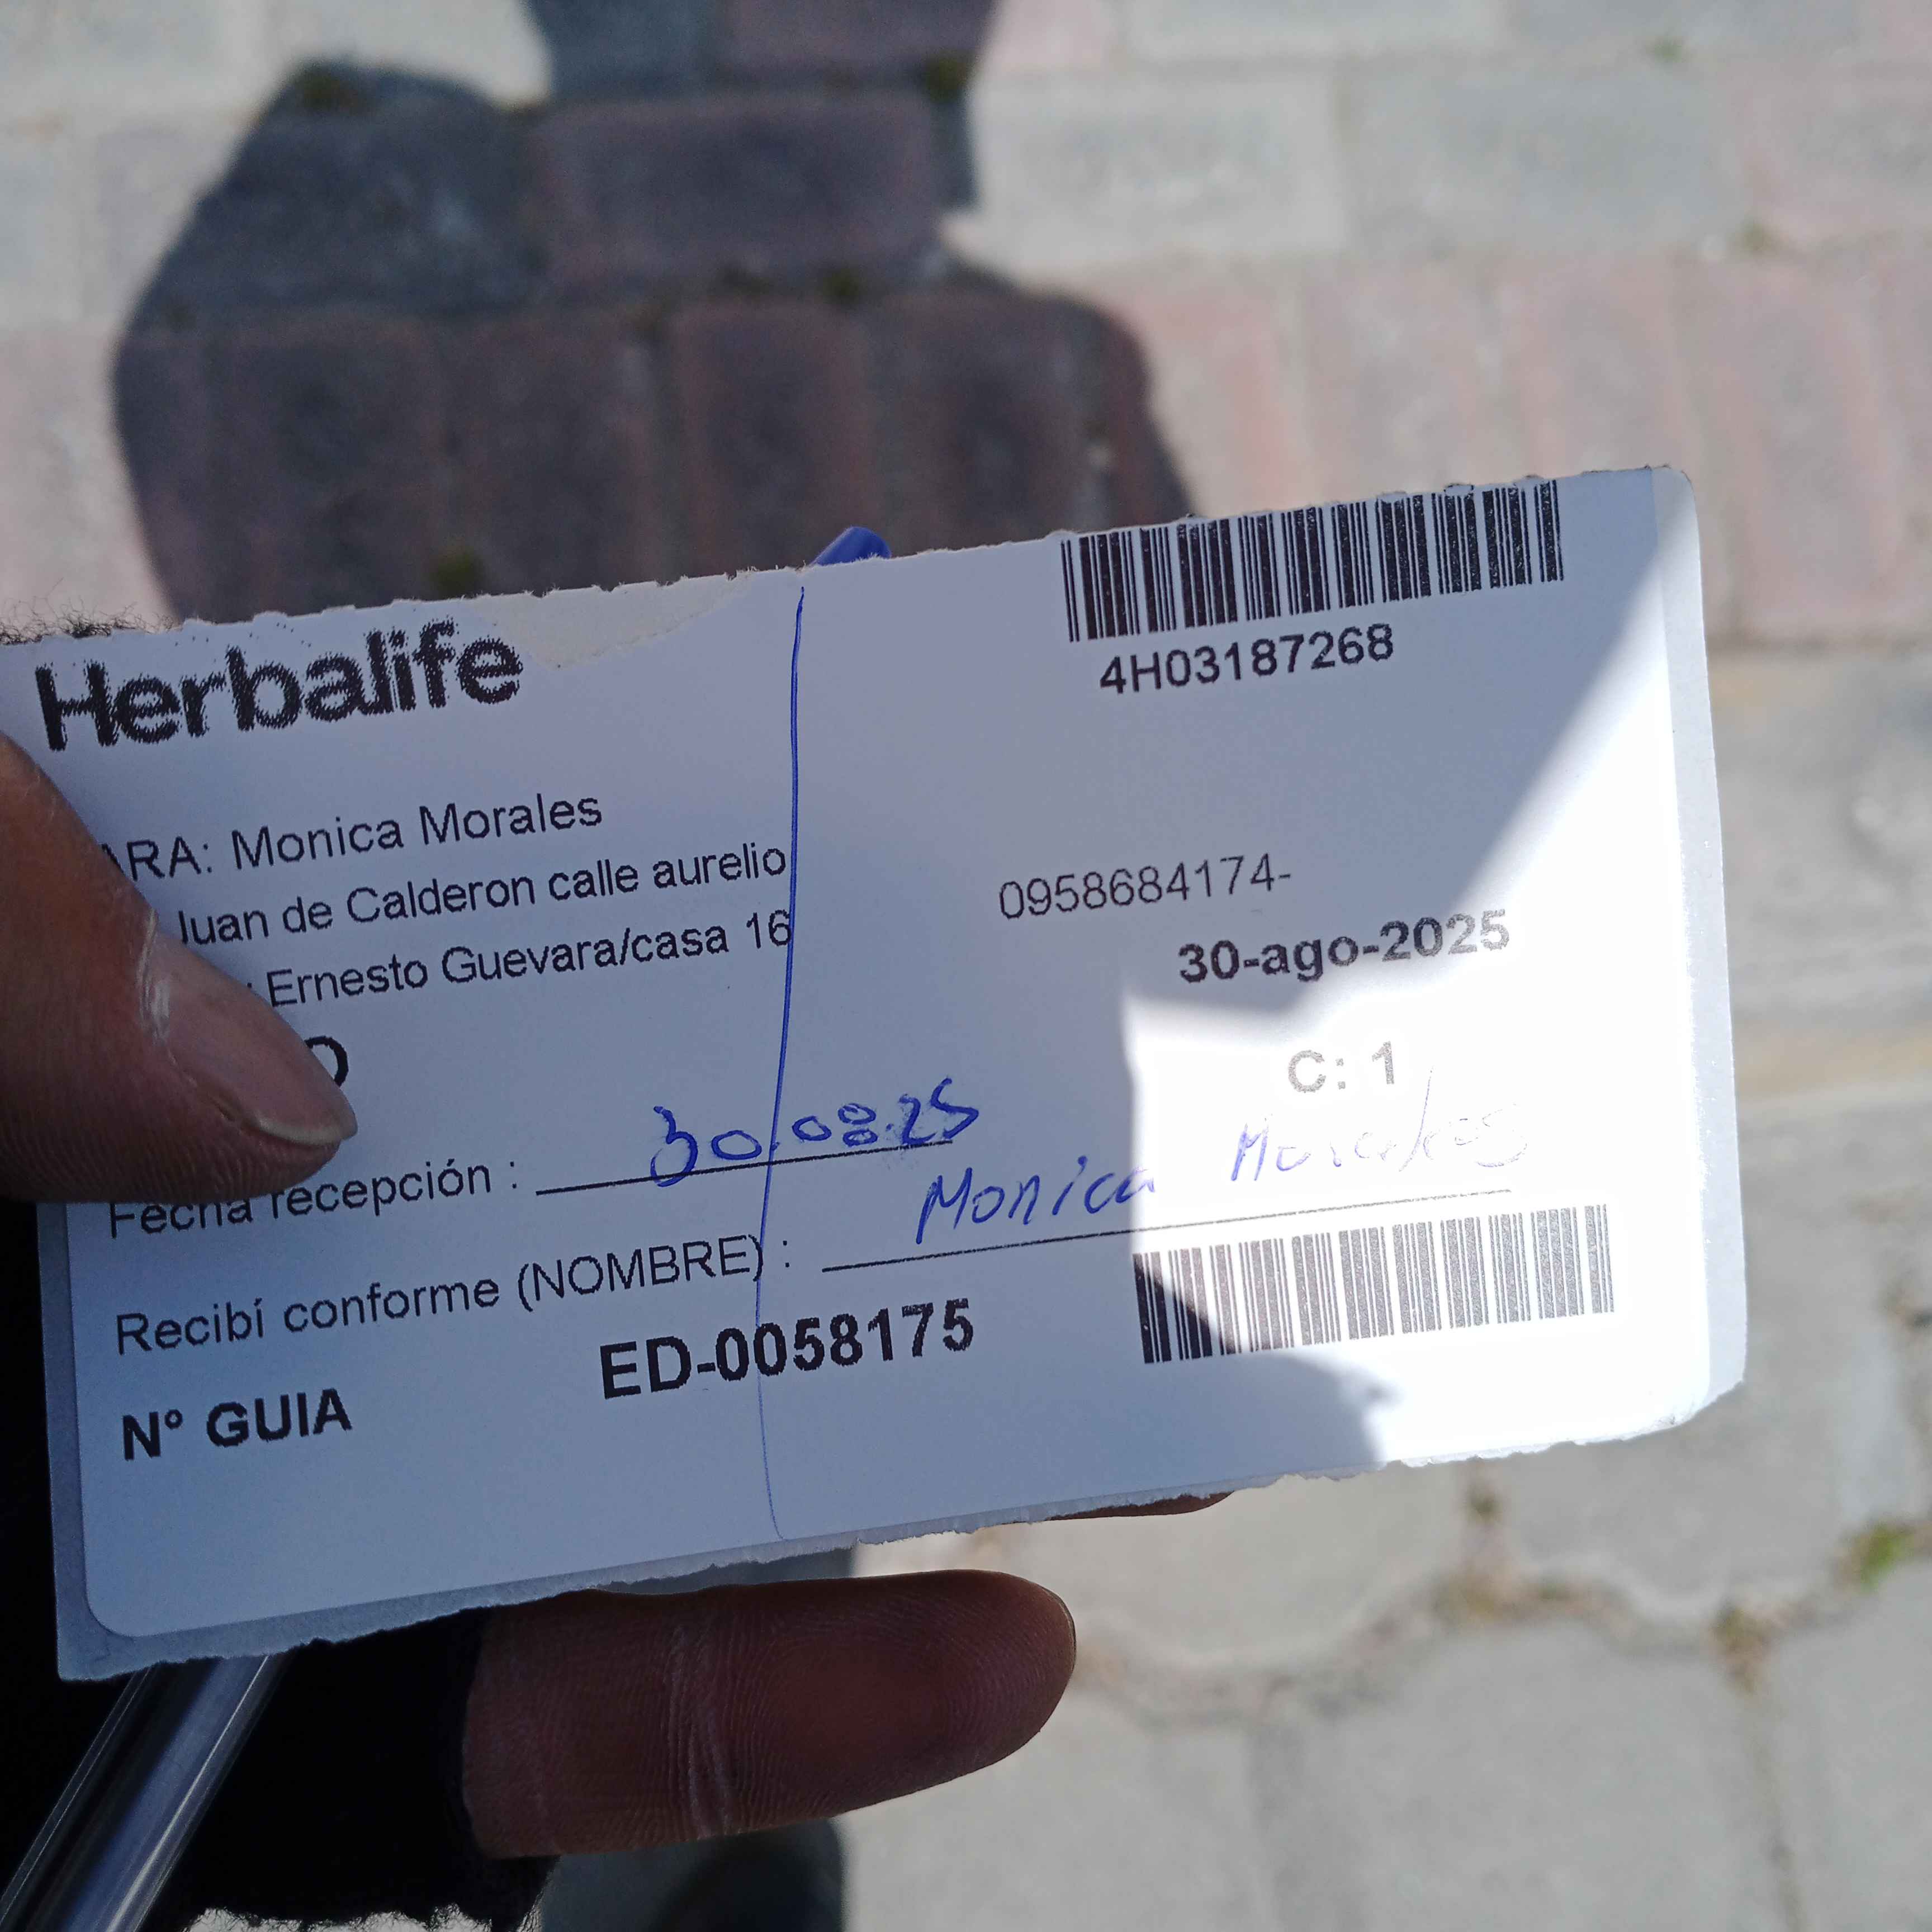 Herbalife
4H03187268
ARA: Monica Morales
Juan de Calderon calle aurelio
0958684174-
: Ernesto Guevara/casa 16
30-ago-2025
O
C: 1
Fecha recepción : 30.08.25
Recibí conforme (NOMBRE) : Monica Morales
N° GUIA ED-0058175